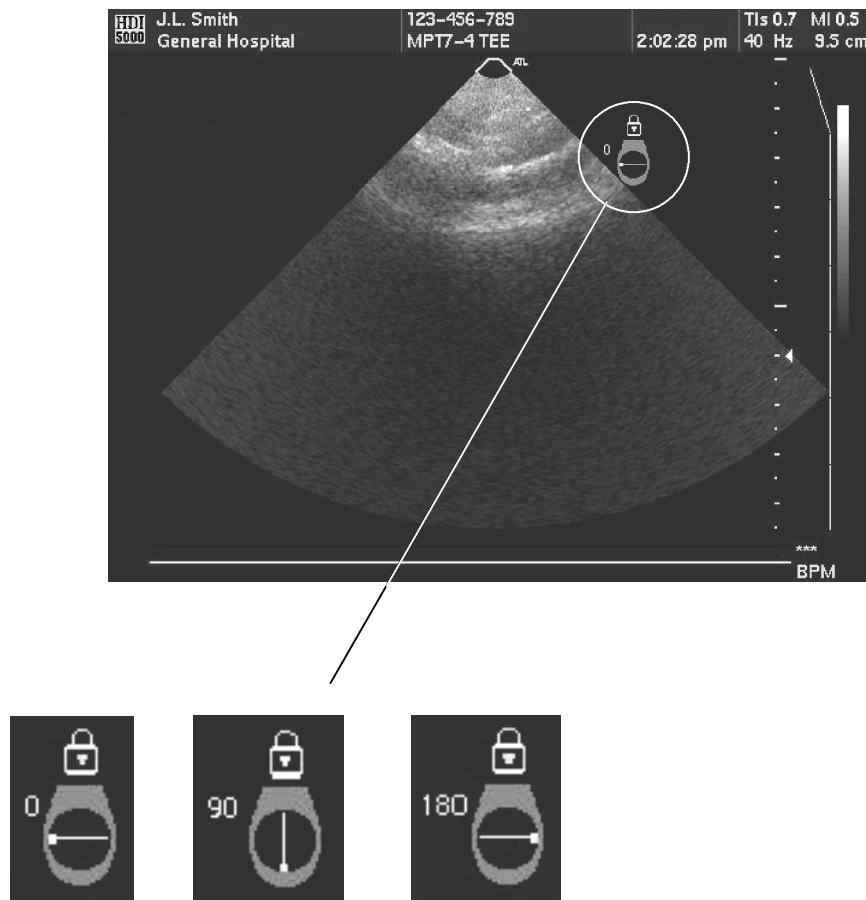 HDI
5000
J.L. Smith
General Hospital
123-456-789
MPT7-4 TEE
2:02:28 pm
TIs 0.7 MI 0.5
40 Hz 9.5 cm
ATL
0
***
BPM
0
90
180